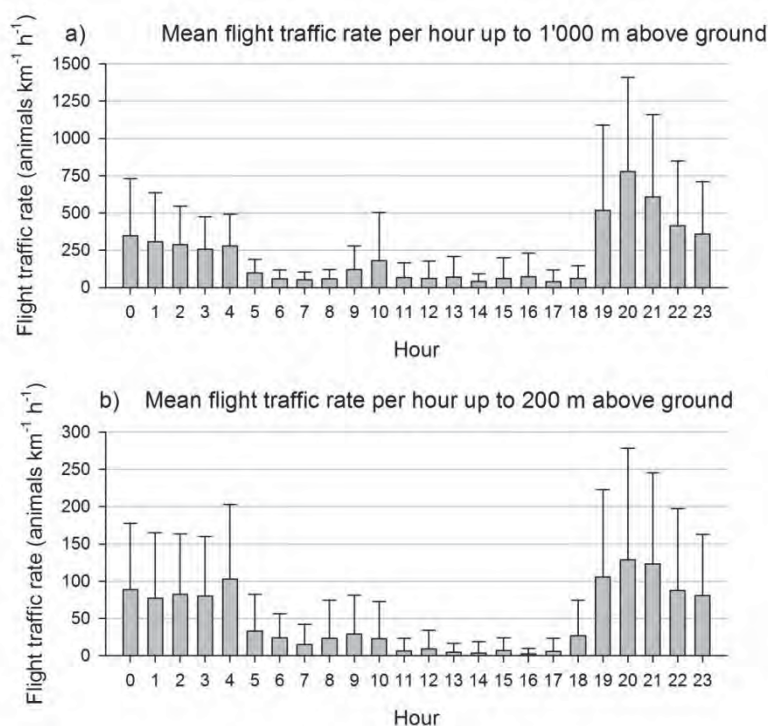 a) Mean flight traffic rate per hour up to 1'000 m above ground
Flight traffic rate (animals km⁻¹ h⁻¹)
1500
1250
1000
750
500
250
0
0 1 2 3 4 5 6 7 8 9 10 11 12 13 14 15 16 17 18 19 20 21 22 23
Hour
b) Mean flight traffic rate per hour up to 200 m above ground
Flight traffic rate (animals km⁻¹ h⁻¹)
300
250
200
150
100
50
0
0 1 2 3 4 5 6 7 8 9 10 11 12 13 14 15 16 17 18 19 20 21 22 23
Hour